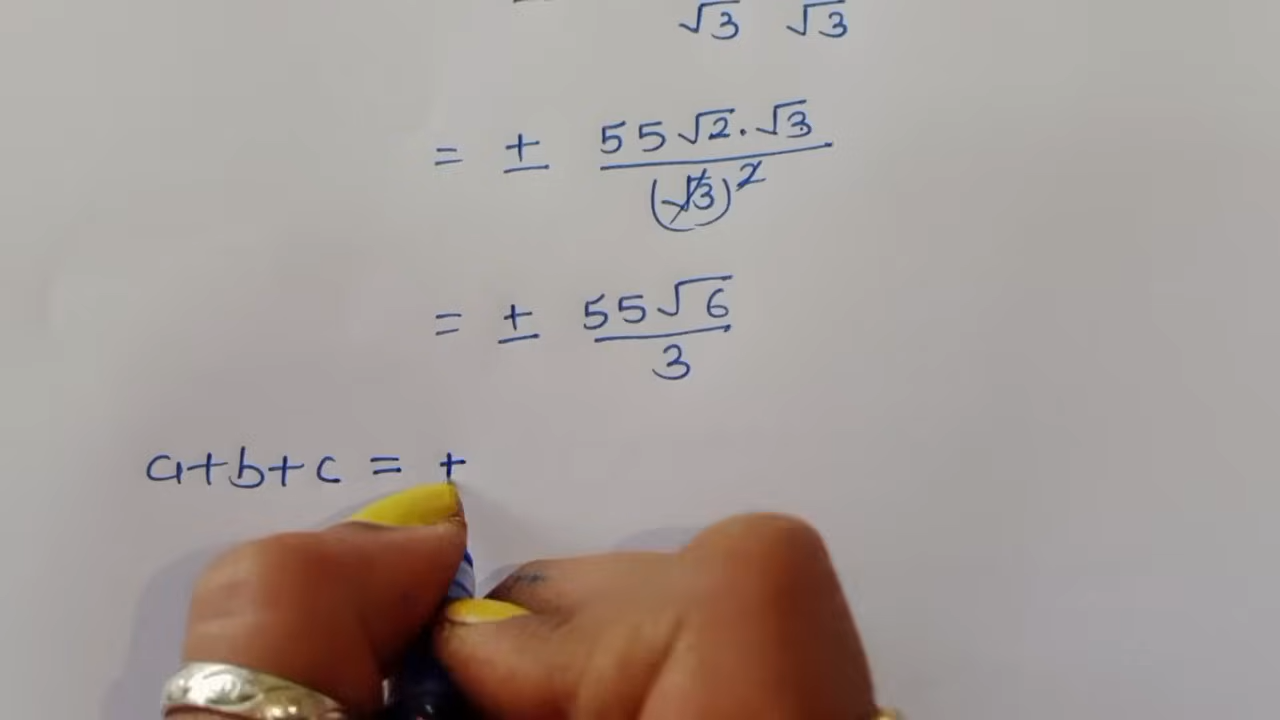 √3 √3
= ± 55√2.√3 / (√3)²
= ± 55√6 / 3
a+b+c = +